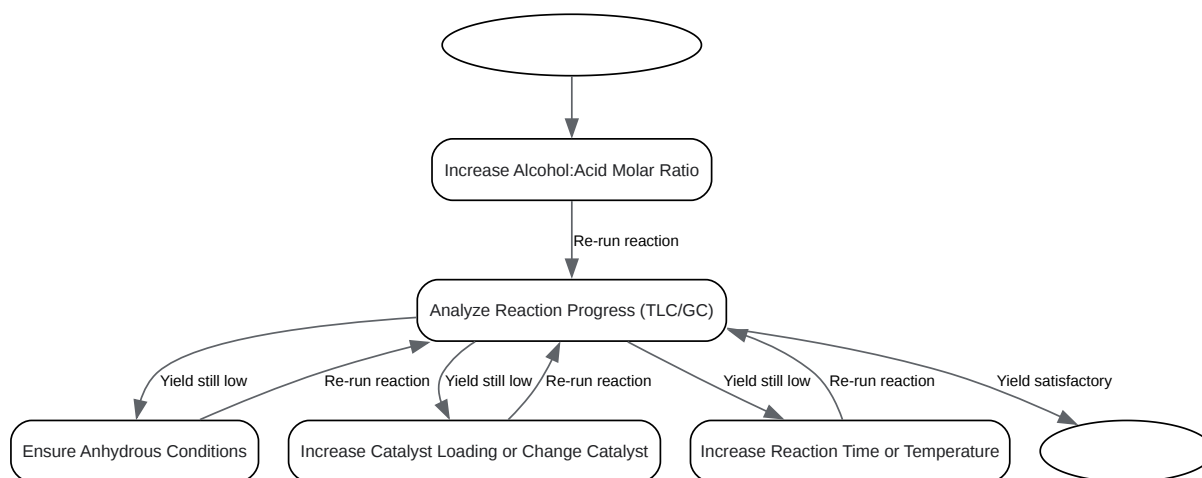 Increase Alcohol:Acid Molar Ratio
Re-run reaction
Analyze Reaction Progress (TLC/GC)
Yield still low
Re-run reaction
Yield still low
Re-run reaction
Yield still low
Re-run reaction
Yield satisfactory
Ensure Anhydrous Conditions
Increase Catalyst Loading or Change Catalyst
Increase Reaction Time or Temperature